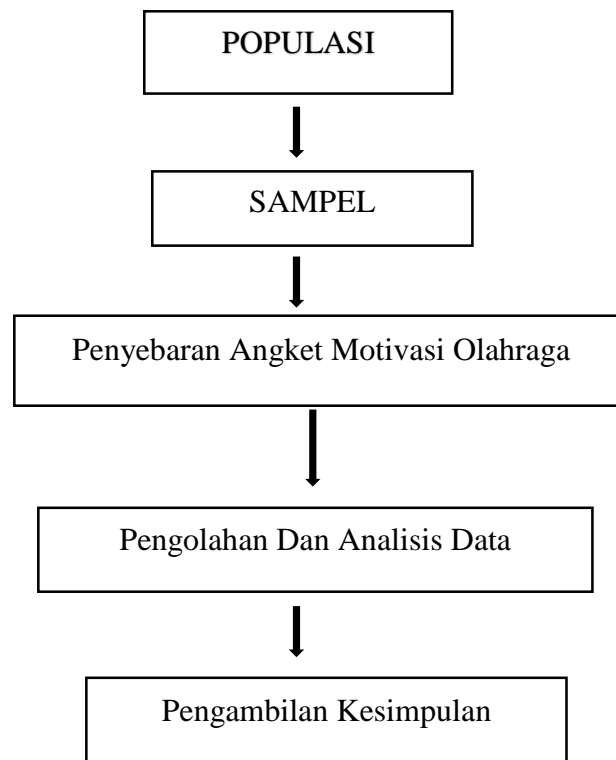 POPULASI
SAMPEL
Penyebaran Angket Motivasi Olahraga
Pengolahan Dan Analisis Data
Pengambilan Kesimpulan